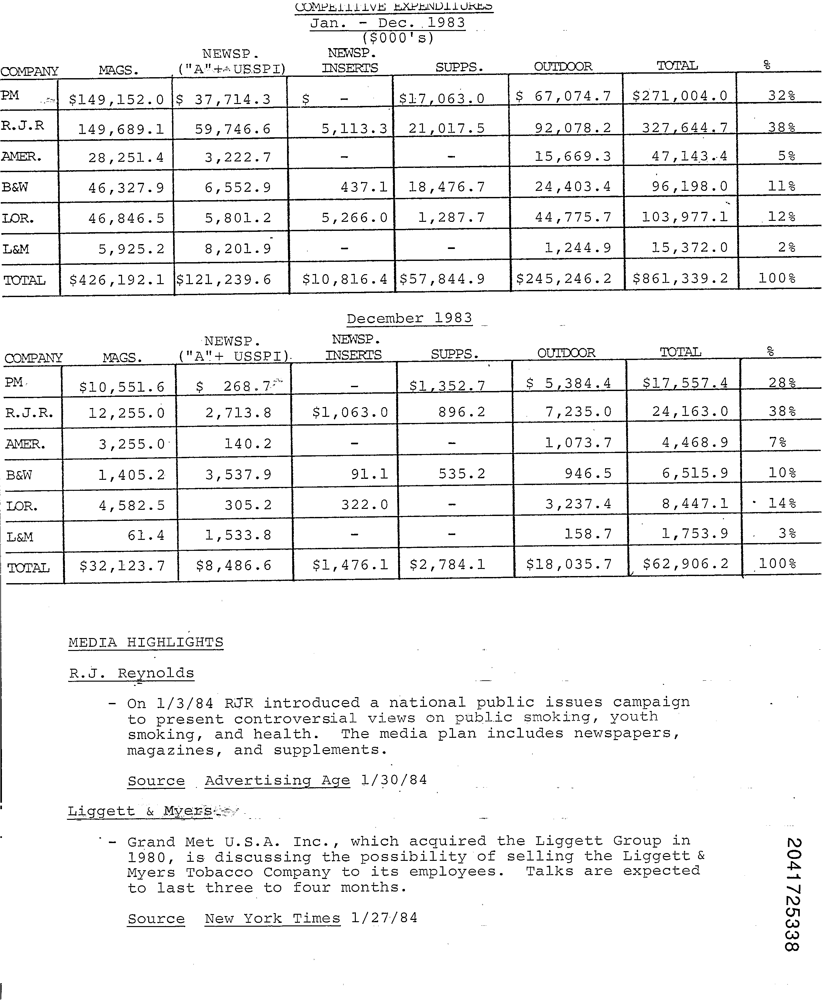 COMPETITIVE EXPENDITURES
Jan. - Dec. 1983
($000's)
NEWSP. NEWSP.
COMPANY MAGS. ("A"+ USSPI) INSERTS SUPPS. OUTDOOR TOTAL %
PM $149,152.0 $ 37,714.3 $ - $17,063.0 $ 67,074.7 $271,004.0 32%
R.J.R 149,689.1 59,746.6 5,113.3 21,017.5 92,078.2 327,644.7 38%
AMER. 28,251.4 3,222.7 - - 15,669.3 47,143.4 5%
B&W 46,327.9 6,552.9 437.1 18,476.7 24,403.4 96,198.0 11%
LOR. 46,846.5 5,801.2 5,266.0 1,287.7 44,775.7 103,977.1 12%
L&M 5,925.2 8,201.9 - - 1,244.9 15,372.0 2%
TOTAL $426,192.1 $121,239.6 $10,816.4 $57,844.9 $245,246.2 $861,339.2 100%
December 1983
NEWSP. NEWSP.
COMPANY MAGS. ("A"+ USSPI) INSERTS SUPPS. OUTDOOR TOTAL %
PM $10,551.6 $ 268.7 - $1,352.7 $ 5,384.4 $17,557.4 28%
R.J.R. 12,255.0 2,713.8 $1,063.0 896.2 7,235.0 24,163.0 38%
AMER. 3,255.0 140.2 - - 1,073.7 4,468.9 7%
B&W 1,405.2 3,537.9 91.1 535.2 946.5 6,515.9 10%
LOR. 4,582.5 305.2 322.0 - 3,237.4 8,447.1 14%
L&M 61.4 1,533.8 - - 158.7 1,753.9 3%
TOTAL $32,123.7 $8,486.6 $1,476.1 $2,784.1 $18,035.7 $62,906.2 100%
MEDIA HIGHLIGHTS
R.J. Reynolds
- On 1/3/84 RJR introduced a national public issues campaign
to present controversial views on public smoking, youth
smoking, and health. The media plan includes newspapers,
magazines, and supplements.
Source Advertising Age 1/30/84
Liggett & Myers
- Grand Met U.S.A. Inc., which acquired the Liggett Group in
1980, is discussing the possibility of selling the Liggett &
Myers Tobacco Company to its employees. Talks are expected
to last three to four months.
Source New York Times 1/27/84
2041725338